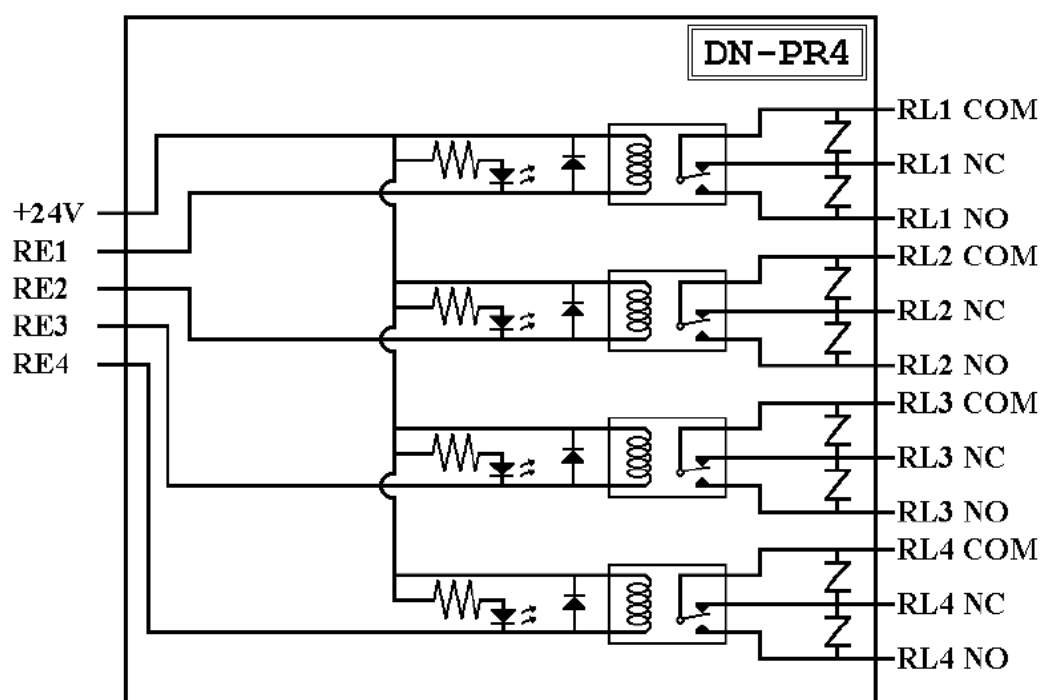 DN-PR4
+24V
RE1
RE2
RE3
RE4
RL1 COM
RL1 NC
RL1 NO
RL2 COM
RL2 NC
RL2 NO
RL3 COM
RL3 NC
RL3 NO
RL4 COM
RL4 NC
RL4 NO